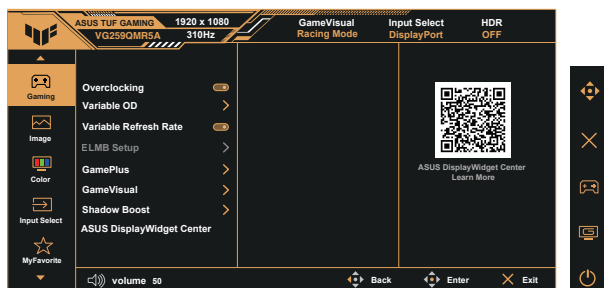 ASUS TUF GAMING 1920 x 1080
VG259QMR5A 310Hz
GameVisual Input Select HDR
Racing Mode DisplayPort OFF
Gaming
Image
Color
Input Select
MyFavorite
Overclocking
Variable OD
Variable Refresh Rate
ELMB Setup
GamePlus
GameVisual
Shadow Boost
ASUS DisplayWidget Center
ASUS DisplayWidget Center
Learn More
volume 50
Back Enter Exit